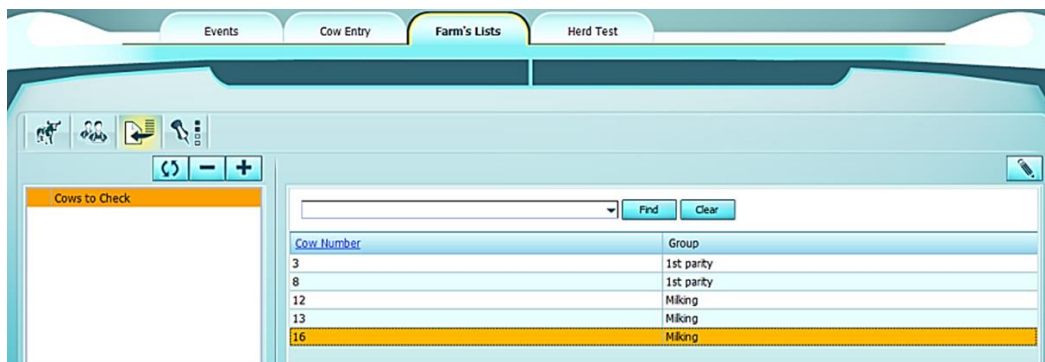 Events Cow Entry Farm's Lists Herd Test
Cows to Check
Find Clear
Cow Number Group
3 1st parity
8 1st parity
12 Milking
13 Milking
16 Milking